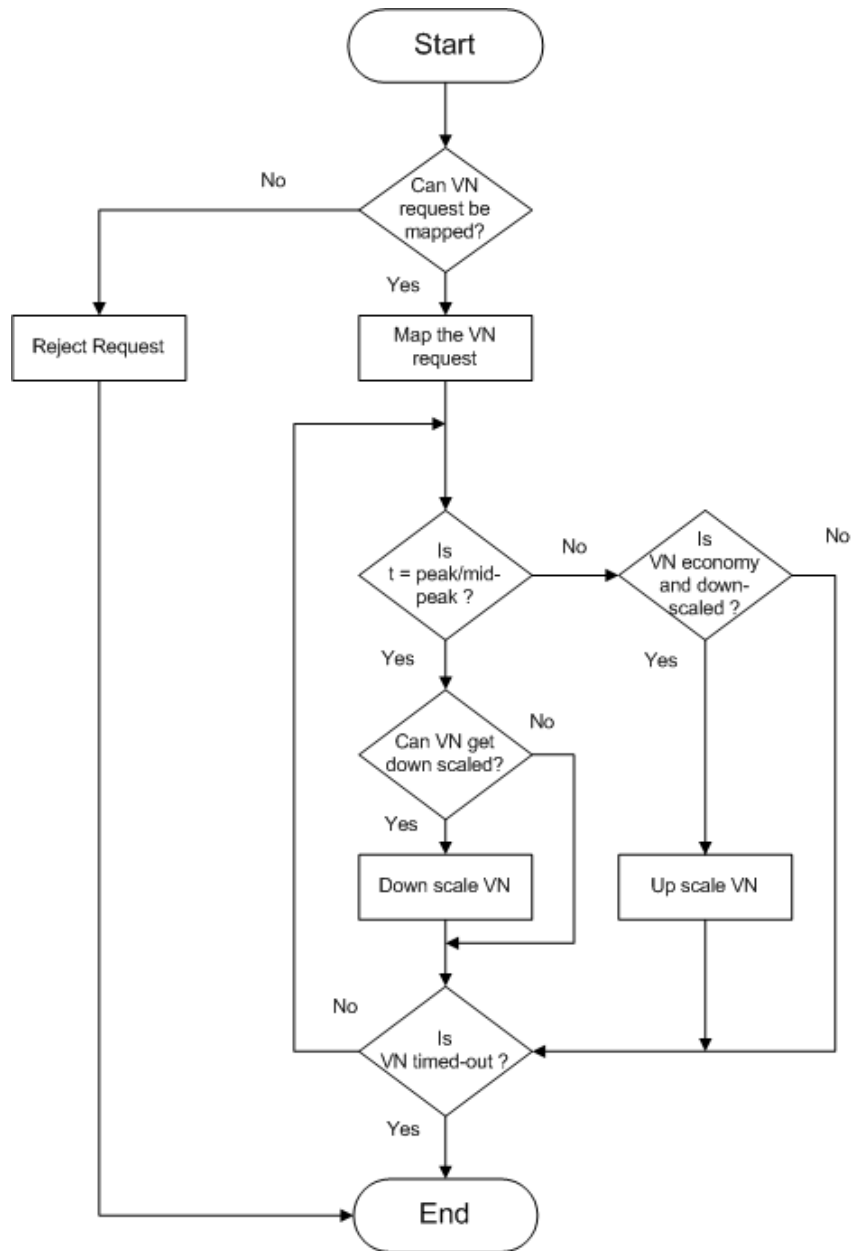 Start
No
Can VN
request be
mapped?
Yes
Reject Request
Map the VN
request
Is
t = peak/mid-
peak ?
No
Is
VN economy
and down-
scaled ?
No
Yes
Yes
Can VN get
down scaled?
No
Yes
Down scale VN
Up scale VN
No
Is
VN timed-out ?
Yes
End